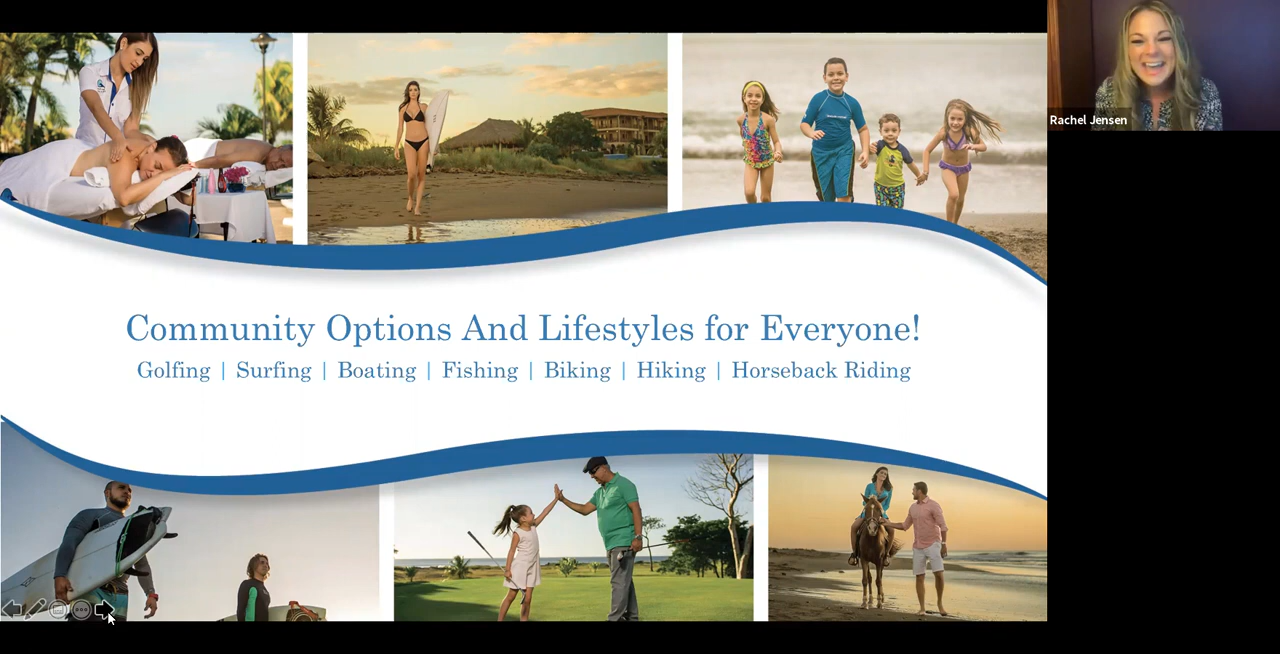 Rachel Jensen
Community Options And Lifestyles for Everyone!
Golfing | Surfing | Boating | Fishing | Biking | Hiking | Horseback Riding